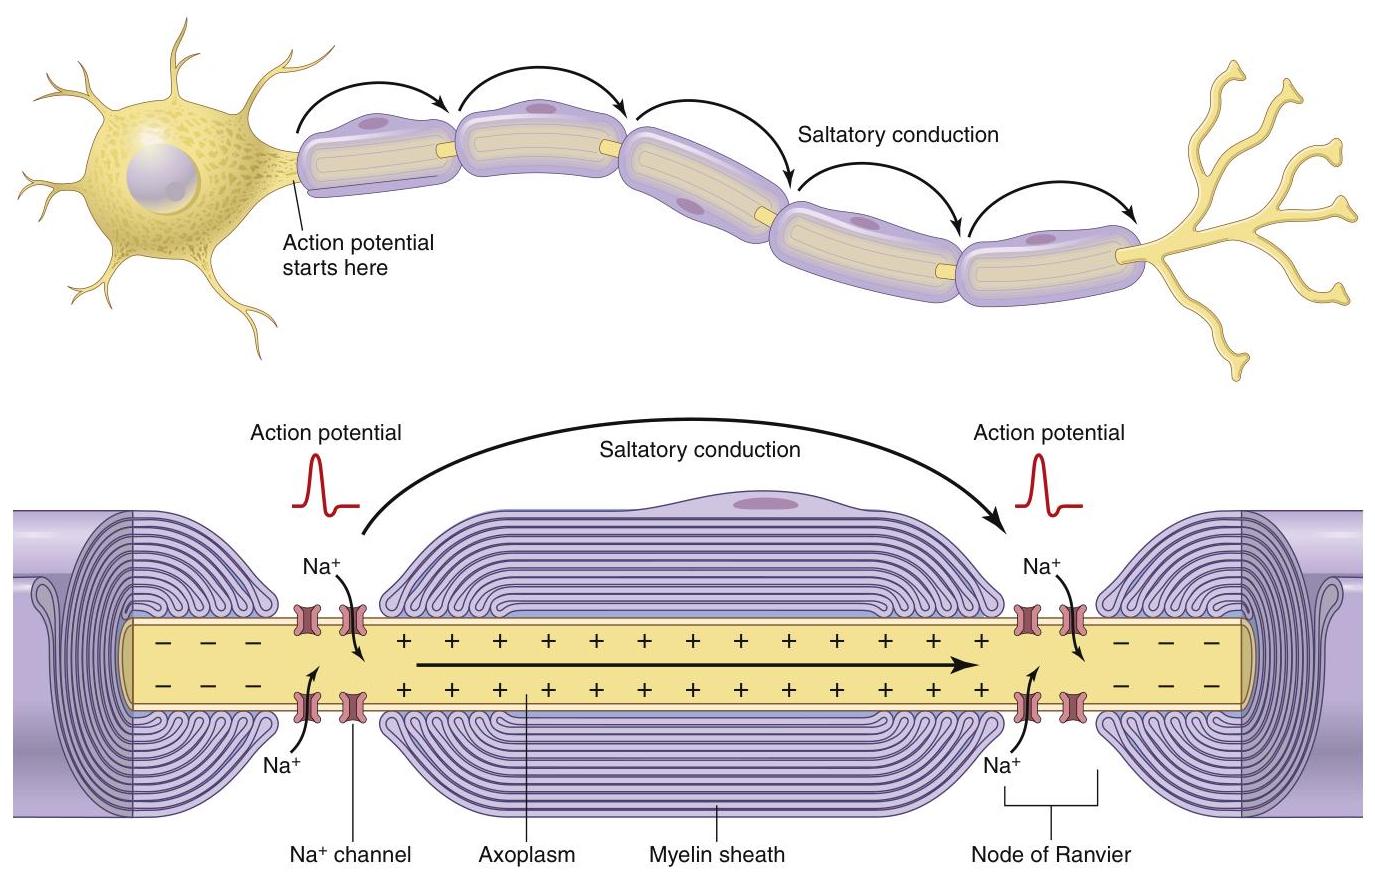 Saltatory conduction
Action potential
starts here
Action potential
Saltatory conduction
Action potential
Na⁺
Na⁺
− − −
+ + + + + + + + + + + + +
− − −
− − −
+ + + + + + + + + + + + +
− − −
Na⁺
Na⁺
Na⁺ channel
Axoplasm
Myelin sheath
Node of Ranvier